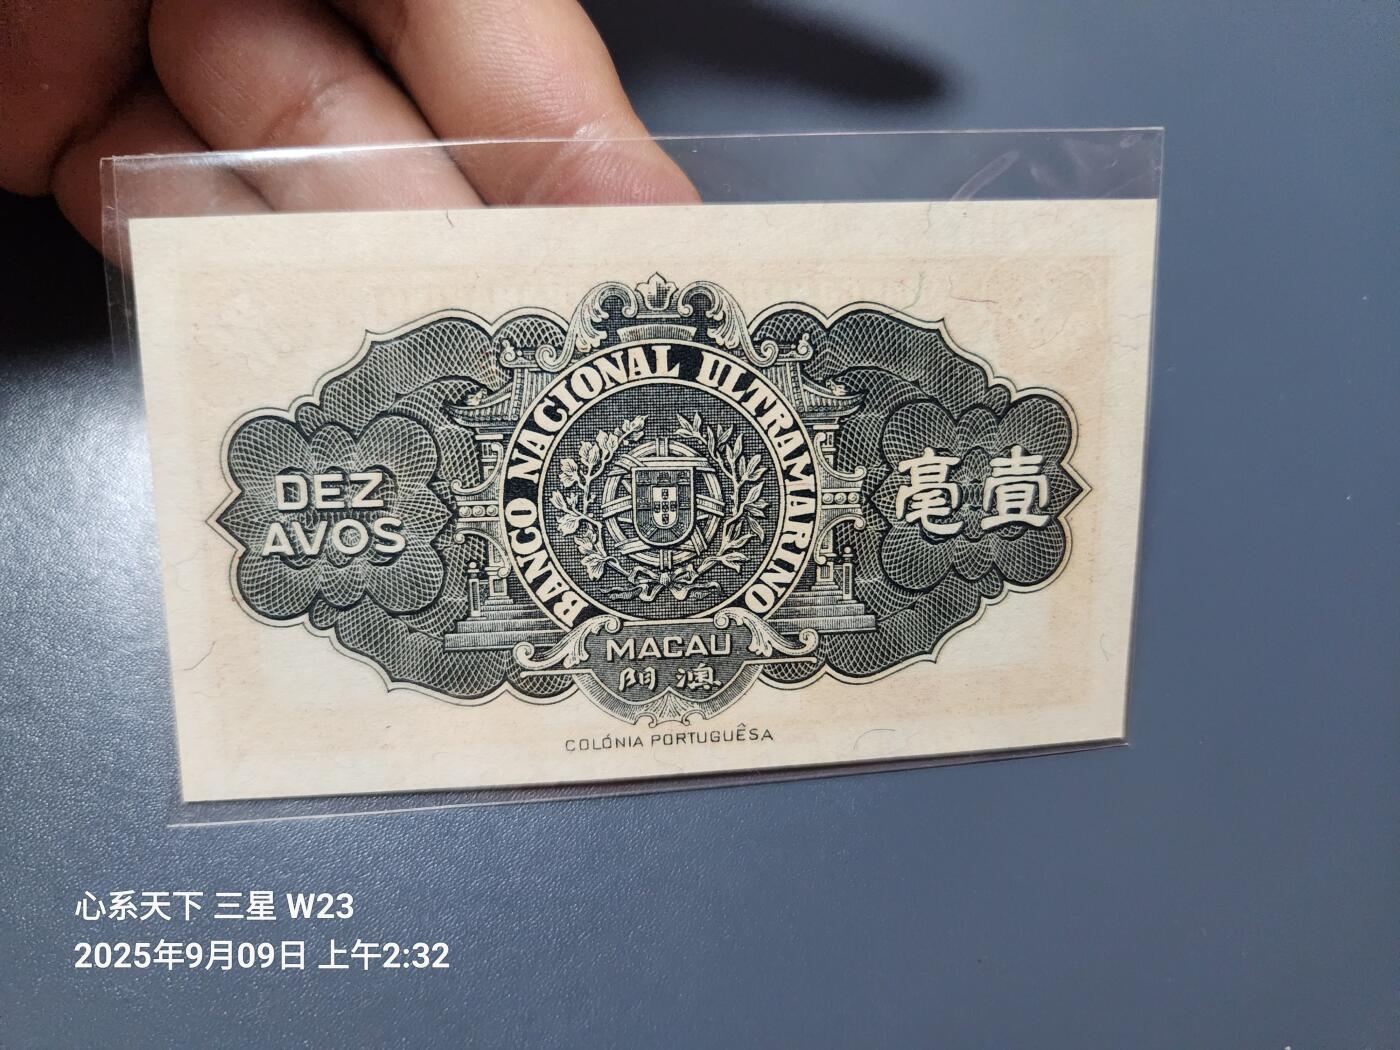 BANCO NACIONAL ULTRAMARINO
DEZ
AVOS
毫壹
MACAU
門澳
COLÓNIA PORTUGUÊSA
心系天下 三星 W23
2025年9月09日 上午2:32